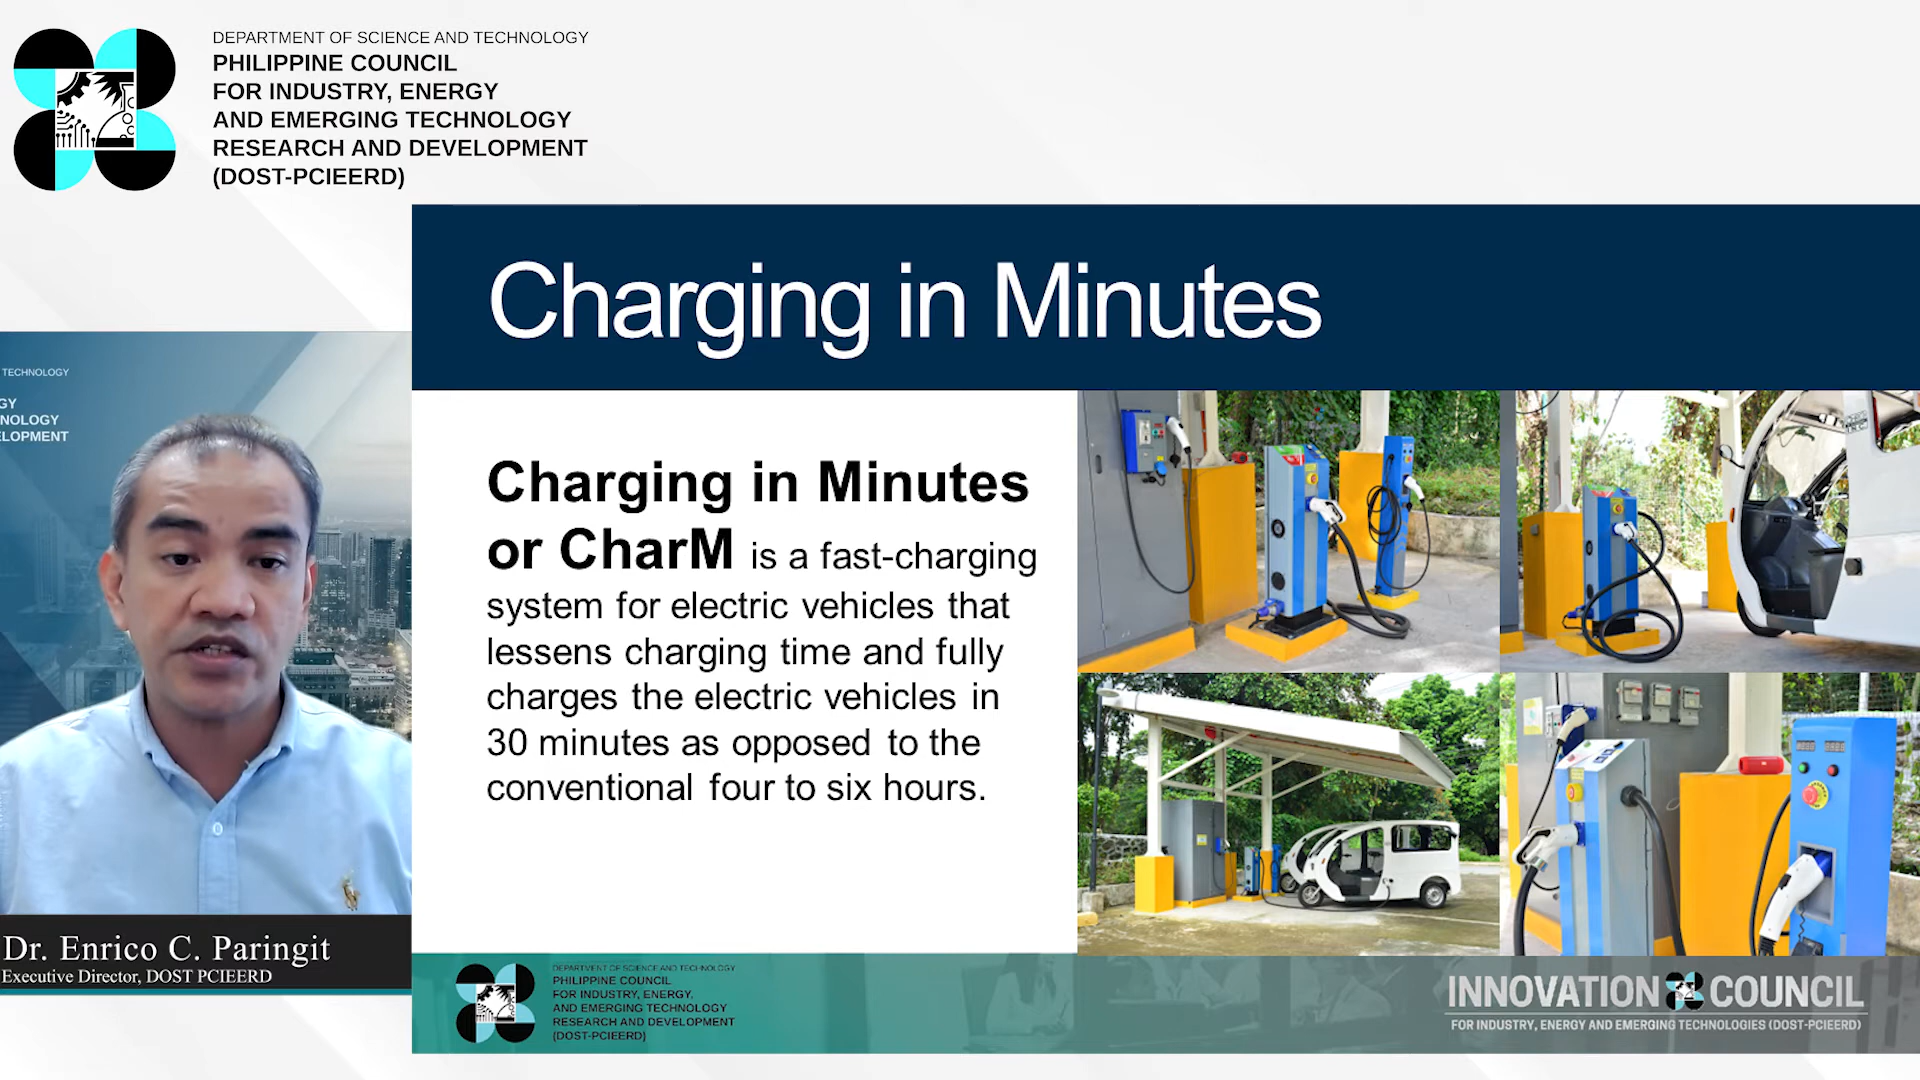 DEPARTMENT OF SCIENCE AND TECHNOLOGY
PHILIPPINE COUNCIL
FOR INDUSTRY, ENERGY
AND EMERGING TECHNOLOGY
RESEARCH AND DEVELOPMENT
(DOST-PCIEERD)
Charging in Minutes
TECHNOLOGY
GY
NOLOGY
ELOPMENT
Charging in Minutes
or CharM is a fast-charging
system for electric vehicles that
lessens charging time and fully
charges the electric vehicles in
30 minutes as opposed to the
conventional four to six hours.
Dr. Enrico C. Paringit
Executive Director, DOST PCIEERD
DEPARTMENT OF SCIENCE AND TECHNOLOGY
PHILIPPINE COUNCIL
FOR INDUSTRY, ENERGY,
AND EMERGING TECHNOLOGY
RESEARCH AND DEVELOPMENT
(DOST-PCIEERD)
INNOVATION COUNCIL
FOR INDUSTRY, ENERGY AND EMERGING TECHNOLOGIES (DOST-PCIEERD)